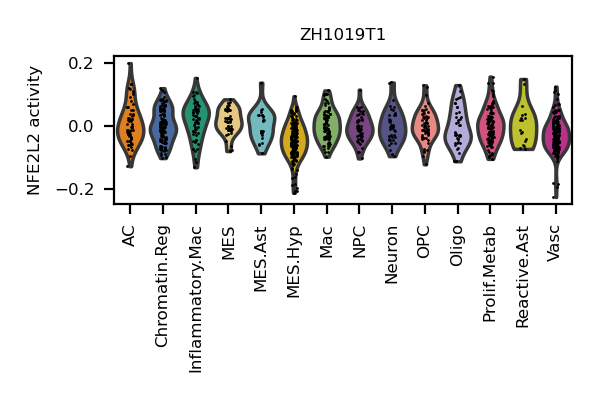 ZH1019T1
NFE2L2 activity
0.2
0.0
−0.2
AC
Chromatin.Reg
Inflammatory.Mac
MES
MES.Ast
MES.Hyp
Mac
NPC
Neuron
OPC
Oligo
Prolif.Metab
Reactive.Ast
Vasc